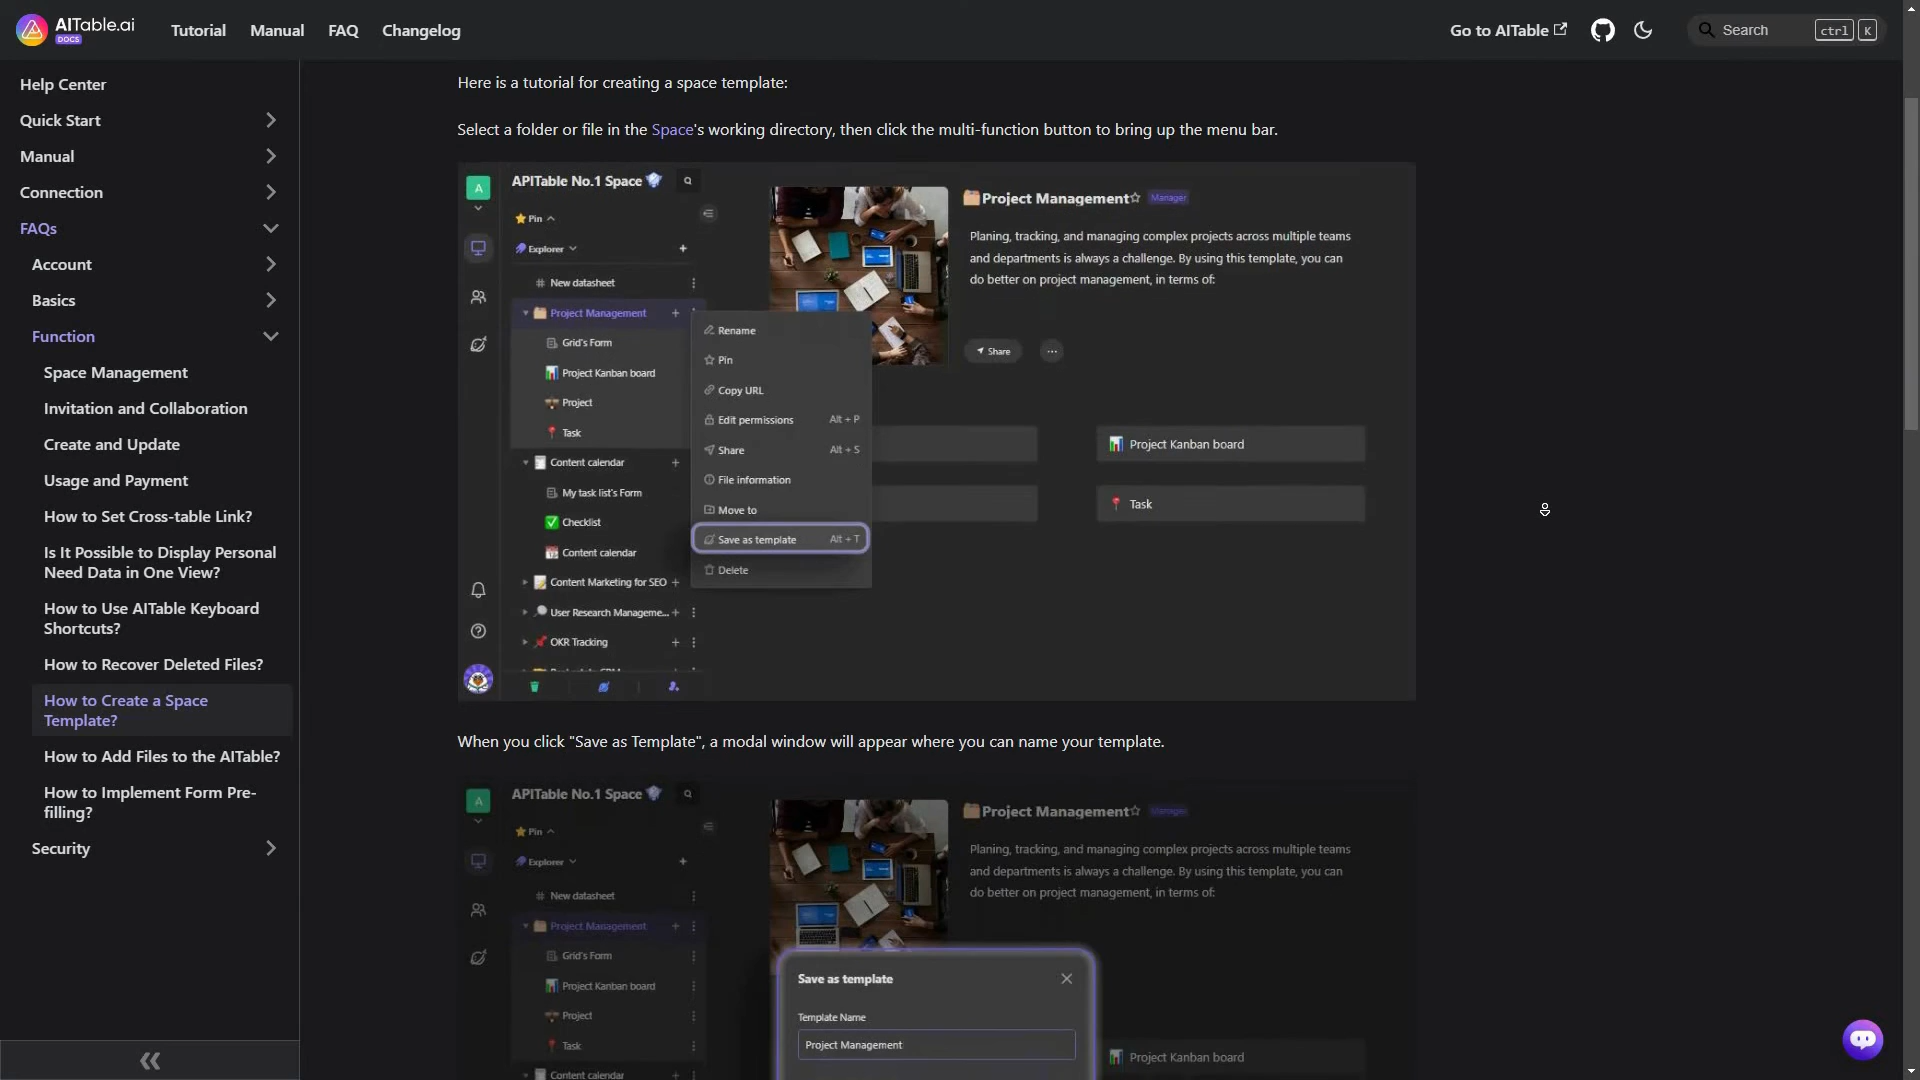 AITable.ai
DOCS
Tutorial
Manual
FAQ
Changelog
Go to AITable
Search
ctrl
K
Help Center
Quick Start
Manual
Connection
FAQs
Account
Basics
Function
Space Management
Invitation and Collaboration
Create and Update
Usage and Payment
How to Set Cross-table Link?
Is It Possible to Display Personal
Need Data in One View?
How to Use AITable Keyboard
Shortcuts?
How to Recover Deleted Files?
How to Create a Space
Template?
How to Add Files to the AITable?
How to Implement Form Pre-
filling?
Security
Here is a tutorial for creating a space template:
Select a folder or file in the Space's working directory, then click the multi-function button to bring up the menu bar.
A
APITable No.1 Space
Pin
Explorer
New datasheet
Project Management
Grid's Form
Project Kanban board
Project
Task
Content calendar
My task list's Form
Checklist
Content calendar
Content Marketing for SEO
User Research Manageme...
OKR Tracking
Rename
Pin
Copy URL
Edit permissions Alt + P
Share Alt + S
File information
Move to
Save as template Alt + T
Delete
Project Management
Manager
Planing, tracking, and managing complex projects across multiple teams
and departments is always a challenge. By using this template, you can
do better on project management, in terms of:
Share
Project Kanban board
Task
When you click "Save as Template", a modal window will appear where you can name your template.
A
APITable No.1 Space
Pin
Explorer
New datasheet
Project Management
Grid's Form
Project Kanban board
Project
Task
Content calendar
Project Management
Manager
Planing, tracking, and managing complex projects across multiple teams
and departments is always a challenge. By using this template, you can
do better on project management, in terms of:
Save as template
Template Name
Project Management
Project Kanban board